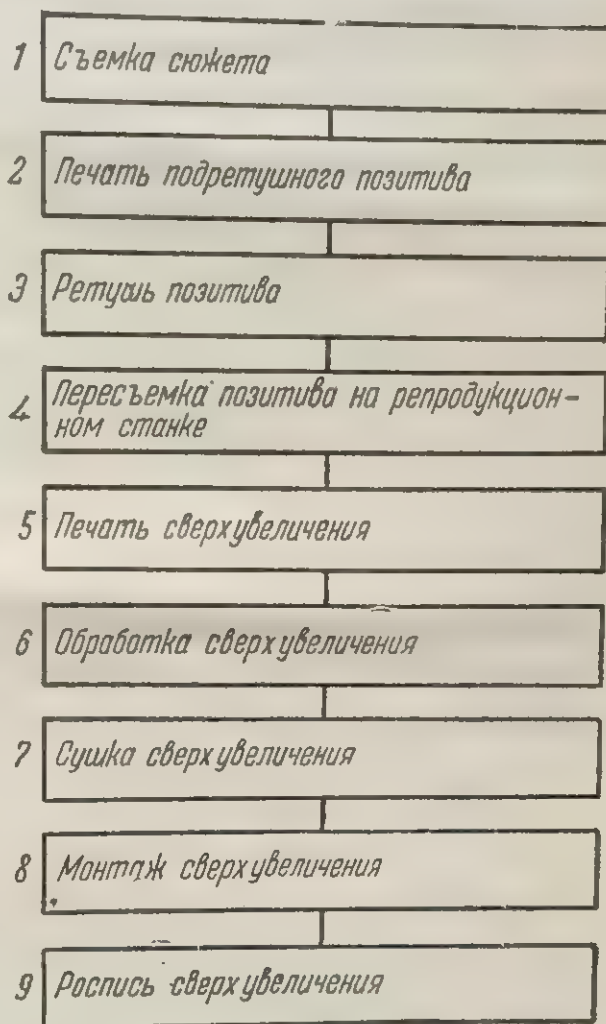 1 Съемка сюжета
2 Печать подретушного позитива
3 Ретушь позитива
4 Пересъемка позитива на репродукцион-
ном станке
5 Печать сверхувеличения
6 Обработка сверхувеличения
7 Сушка сверхувеличения
8 Монтаж сверхувеличения
9 Роспись сверхувеличения